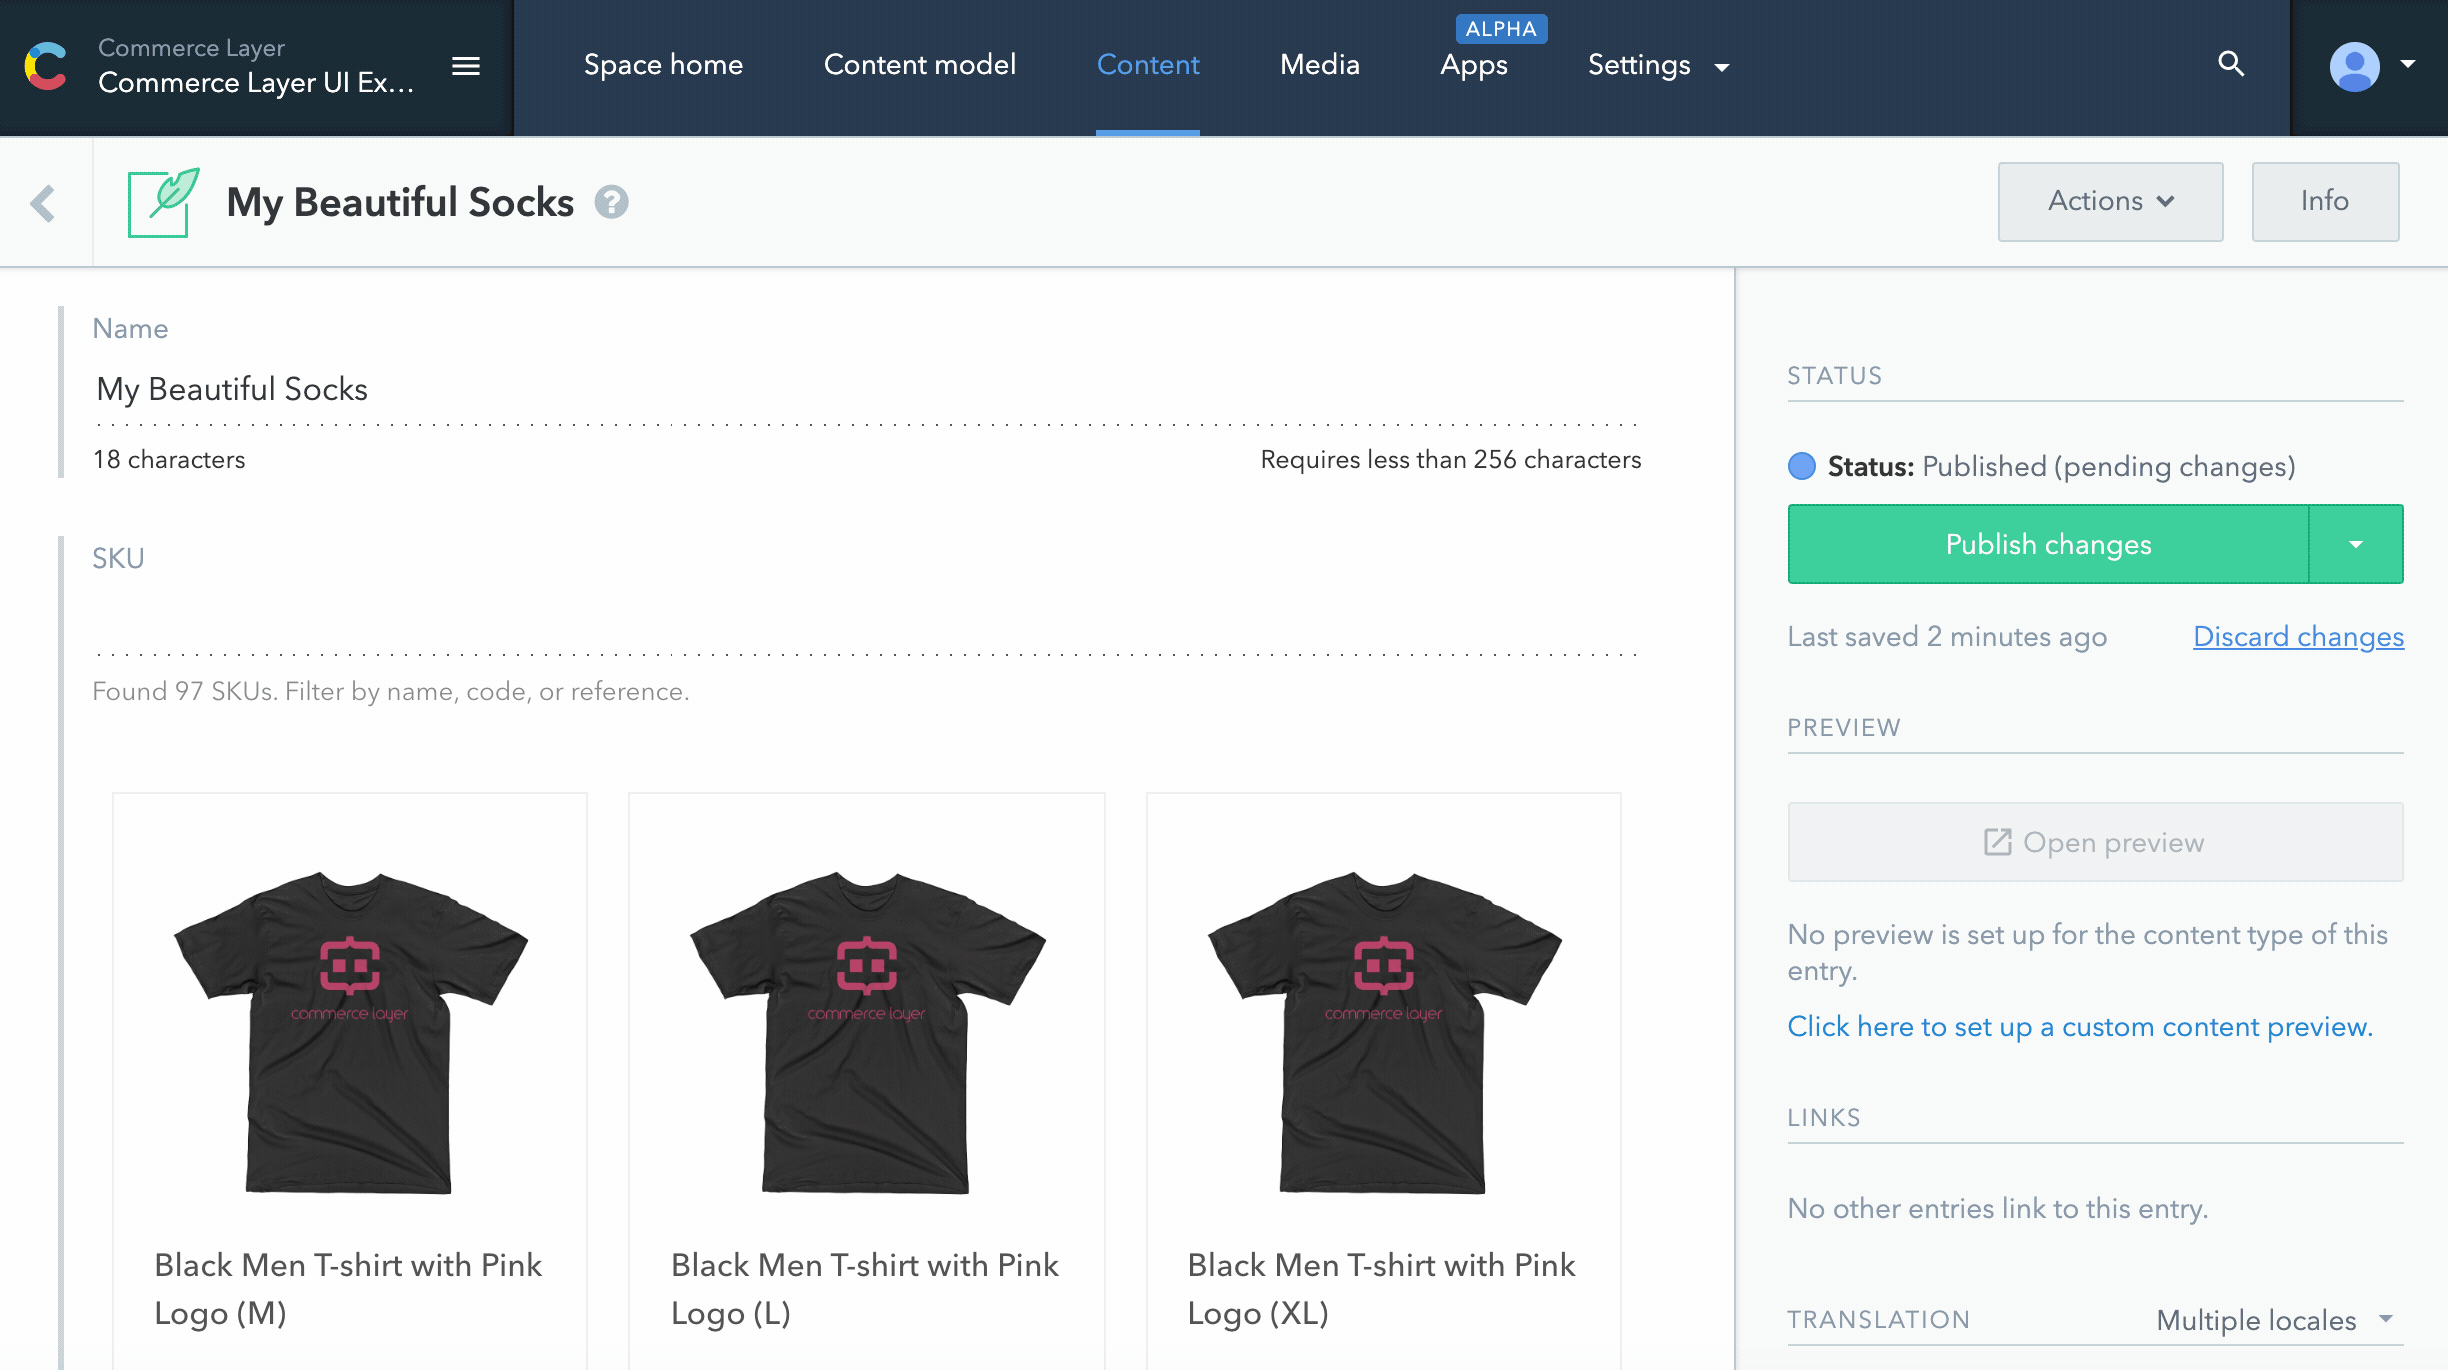 Commerce Layer
Commerce Layer UI Ex...
Space home
Content model
Content
Media
ALPHA
Apps
Settings
My Beautiful Socks
?
Actions
Info
Name
My Beautiful Socks
18 characters
Requires less than 256 characters
SKU
Found 97 SKUs. Filter by name, code, or reference.
commerce layer
commerce layer
commerce layer
Black Men T-shirt with Pink
Logo (M)
Black Men T-shirt with Pink
Logo (L)
Black Men T-shirt with Pink
Logo (XL)
STATUS
Status: Published (pending changes)
Publish changes
Last saved 2 minutes ago
Discard changes
PREVIEW
Open preview
No preview is set up for the content type of this
entry.
Click here to set up a custom content preview.
LINKS
No other entries link to this entry.
TRANSLATION
Multiple locales